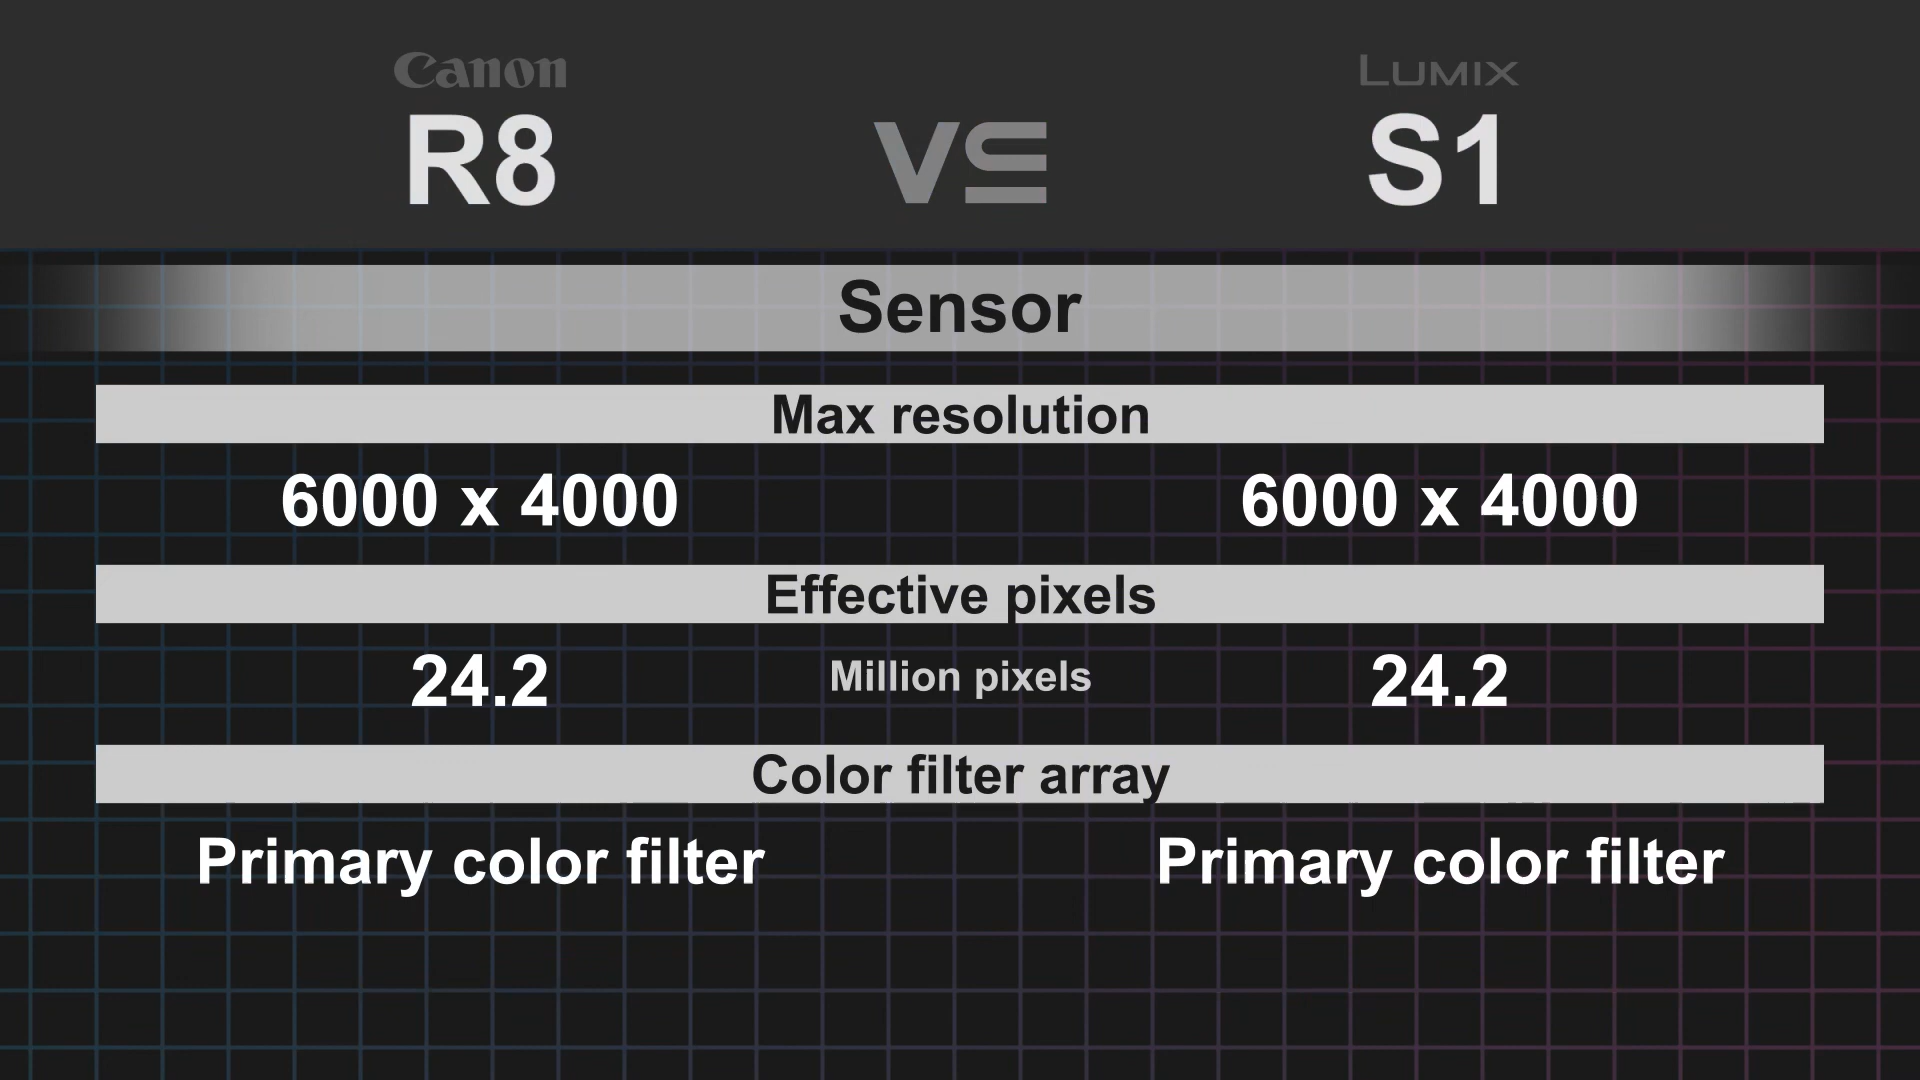 Canon
LUMIX
R8
VS
S1
Sensor
Max resolution
6000 x 4000
6000 x 4000
Effective pixels
24.2
Million pixels
24.2
Color filter array
Primary color filter
Primary color filter